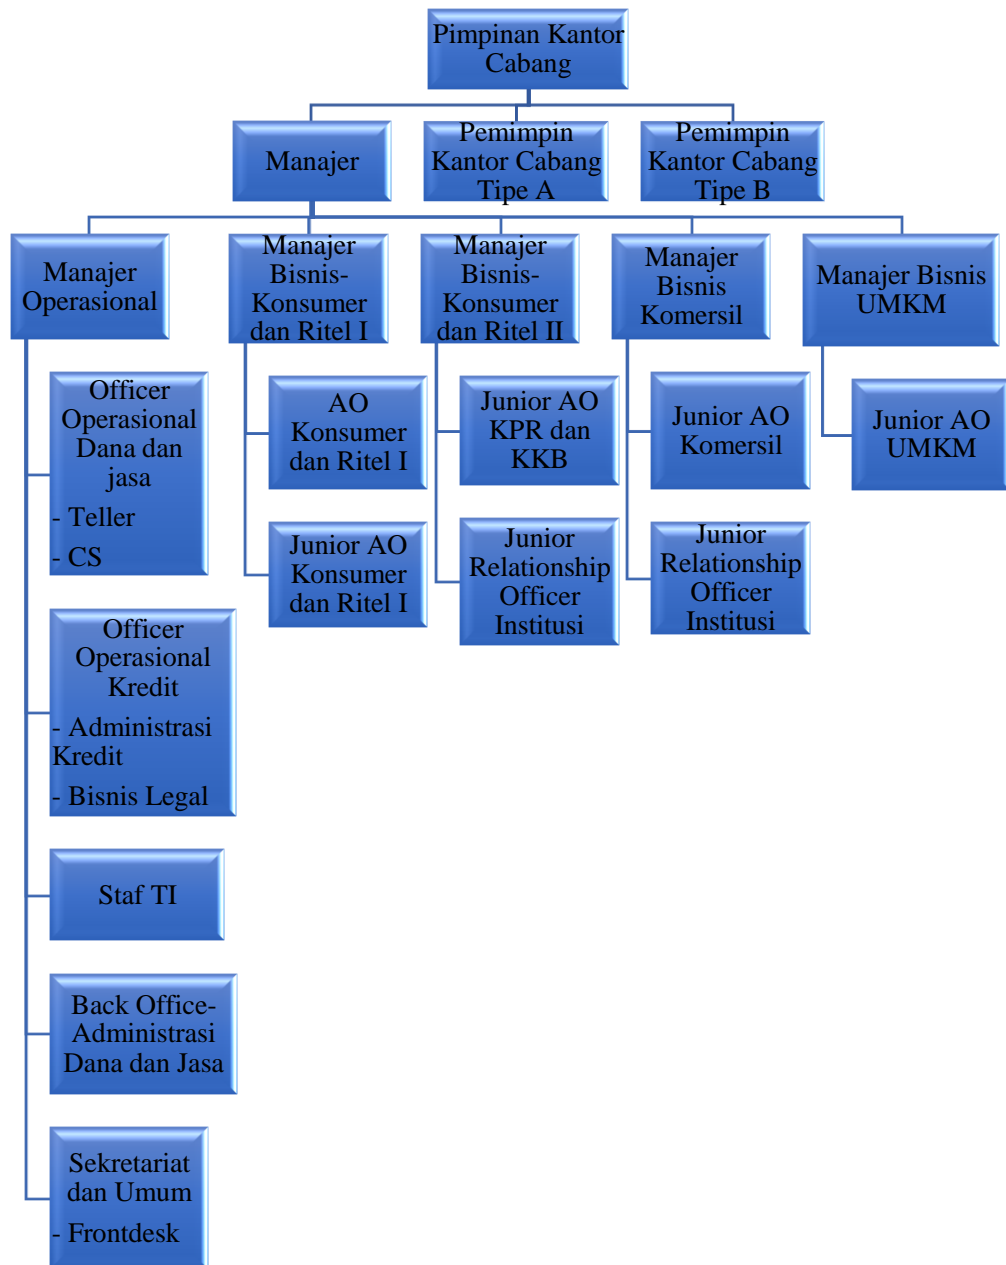 Pimpinan Kantor
Cabang
Manajer
Pemimpin
Kantor Cabang
Tipe A
Pemimpin
Kantor Cabang
Tipe B
Manajer
Operasional
Manajer
Bisnis-
Konsumer
dan Ritel I
Manajer
Bisnis-
Konsumer
dan Ritel II
Manajer
Bisnis
Komersil
Manajer Bisnis
UMKM
Officer
Operasional
Dana dan
jasa
- Teller
- CS
AO
Konsumer
dan Ritel I
Junior AO
KPR dan
KKB
Junior AO
Komersil
Junior AO
UMKM
Junior AO
Konsumer
dan Ritel I
Junior
Relationship
Officer
Institusi
Junior
Relationship
Officer
Institusi
Officer
Operasional
Kredit
- Administrasi
Kredit
- Bisnis Legal
Staf TI
Back Office-
Administrasi
Dana dan Jasa
Sekretariat
dan Umum
- Frontdesk